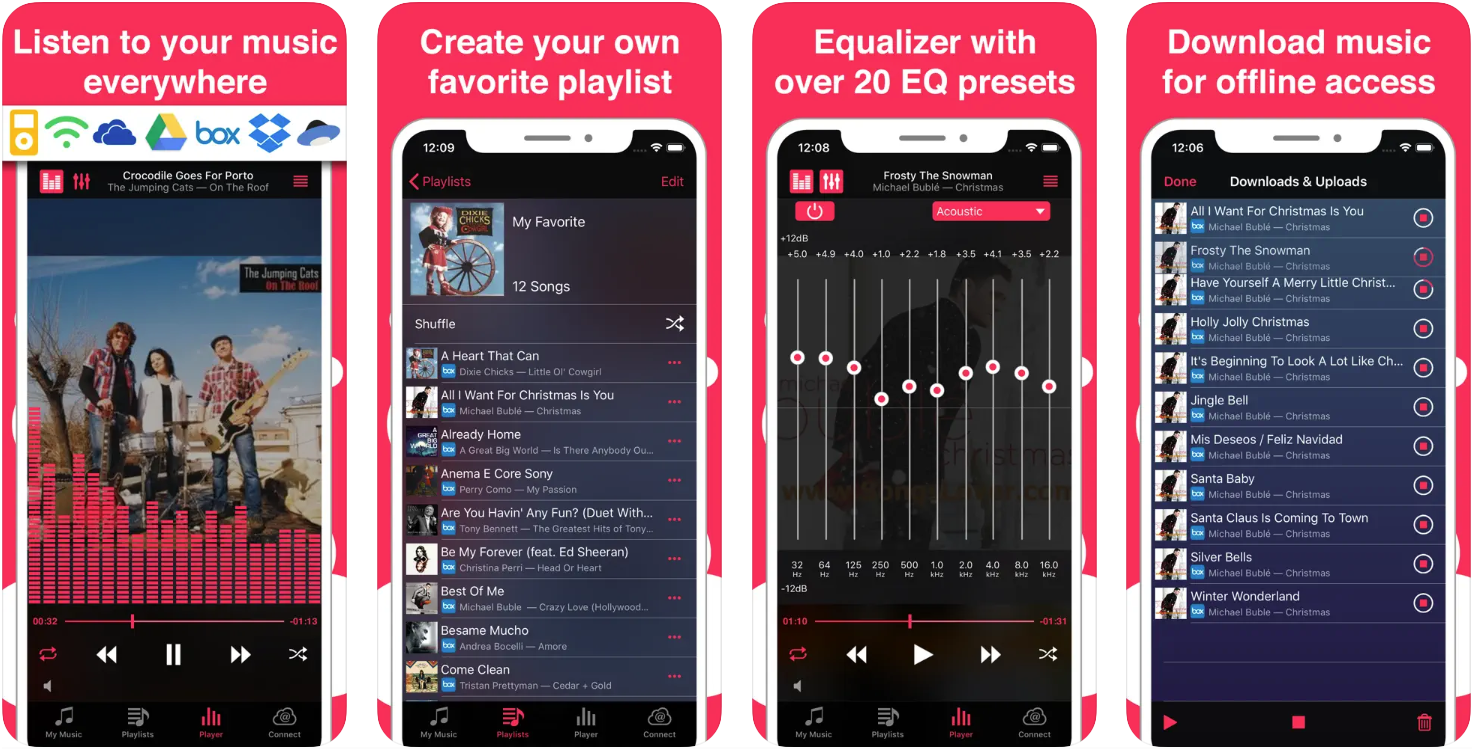 Listen to your music
everywhere
box
Crocodile Goes For Porto
The Jumping Cats — On The Roof
The Jumping Cats
On The Roof
00:32
-01:13
My Music
Playlists
Player
Connect
Create your own
favorite playlist
12:09
Playlists
Edit
DIXIE
CHICKS
My Favorite
12 Songs
Shuffle
A Heart That Can
box Dixie Chicks — Little Ol' Cowgirl
All I Want For Christmas Is You
box Michael Bublé — Christmas
Already Home
box A Great Big World — Is There Anybody Ou...
Anema E Core Sony
box Perry Como — My Passion
Are You Havin' Any Fun? (Duet With...
box Tony Bennett — The Greatest Hits of Tony...
Be My Forever (feat. Ed Sheeran)
box Christina Perri — Head Or Heart
Best Of Me
box Michael Buble — Crazy Love (Hollywood...
Besame Mucho
box Andrea Bocelli — Amore
Come Clean
box Tristan Prettyman — Cedar + Gold
My Music
Playlists
Player
Connect
Equalizer with
over 20 EQ presets
12:08
Frosty The Snowman
Michael Bublé — Christmas
Acoustic
+12dB
+5.0 +4.9 +4.0 +1.0 +2.2 +1.8 +3.5 +4.1 +3.5 +2.2
christmas
32 64 125 250 500 1.0 2.0 4.0 8.0 16.0
Hz Hz Hz Hz Hz kHz kHz kHz kHz kHz
-12dB
01:10
-01:31
My Music
Playlists
Player
Connect
Download music
for offline access
12:06
Done
Downloads & Uploads
All I Want For Christmas Is You
box Michael Bublé — Christmas
Frosty The Snowman
box Michael Bublé — Christmas
Have Yourself A Merry Little Christ...
box Michael Bublé — Christmas
Holly Jolly Christmas
box Michael Bublé — Christmas
It's Beginning To Look A Lot Like Ch...
box Michael Bublé — Christmas
Jingle Bell
box Michael Bublé — Christmas
Mis Deseos / Feliz Navidad
box Michael Bublé — Christmas
Santa Baby
box Michael Bublé — Christmas
Santa Claus Is Coming To Town
box Michael Bublé — Christmas
Silver Bells
box Michael Bublé — Christmas
Winter Wonderland
box Michael Bublé — Christmas